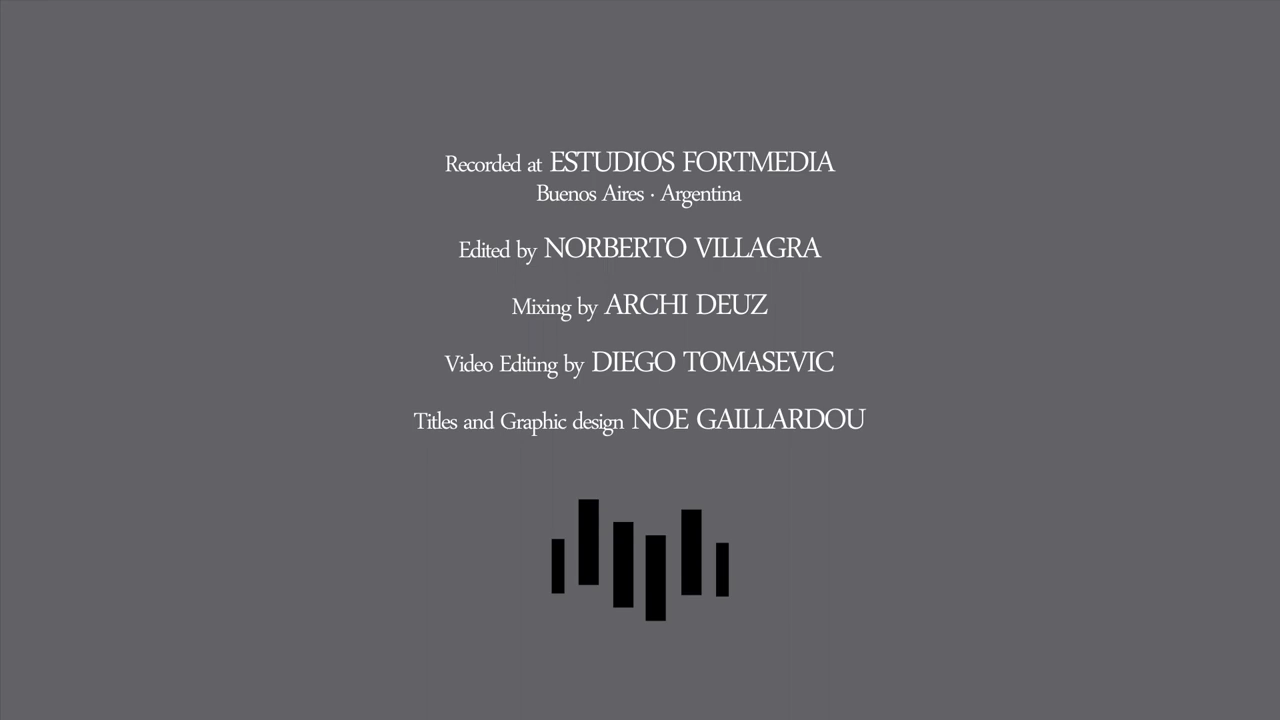 Recorded at ESTUDIOS FORTMEDIA
Buenos Aires · Argentina
Edited by NORBERTO VILLAGRA
Mixing by ARCHI DEUZ
Video Editing by DIEGO TOMASEVIC
Titles and Graphic design NOE GAILLARDOU